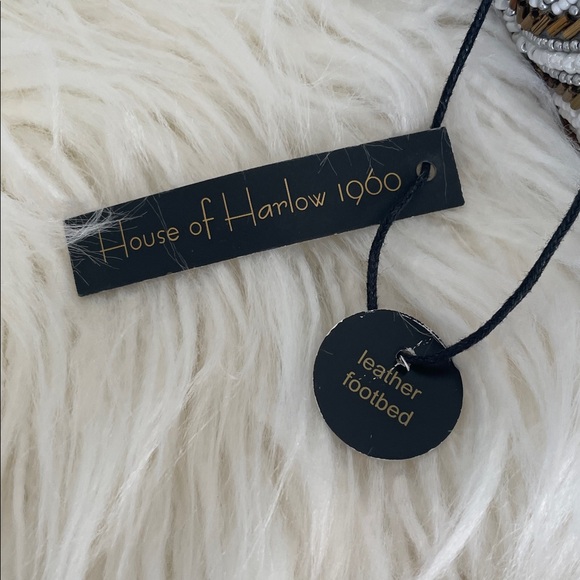 House of Harlow 1960
leather
footbed